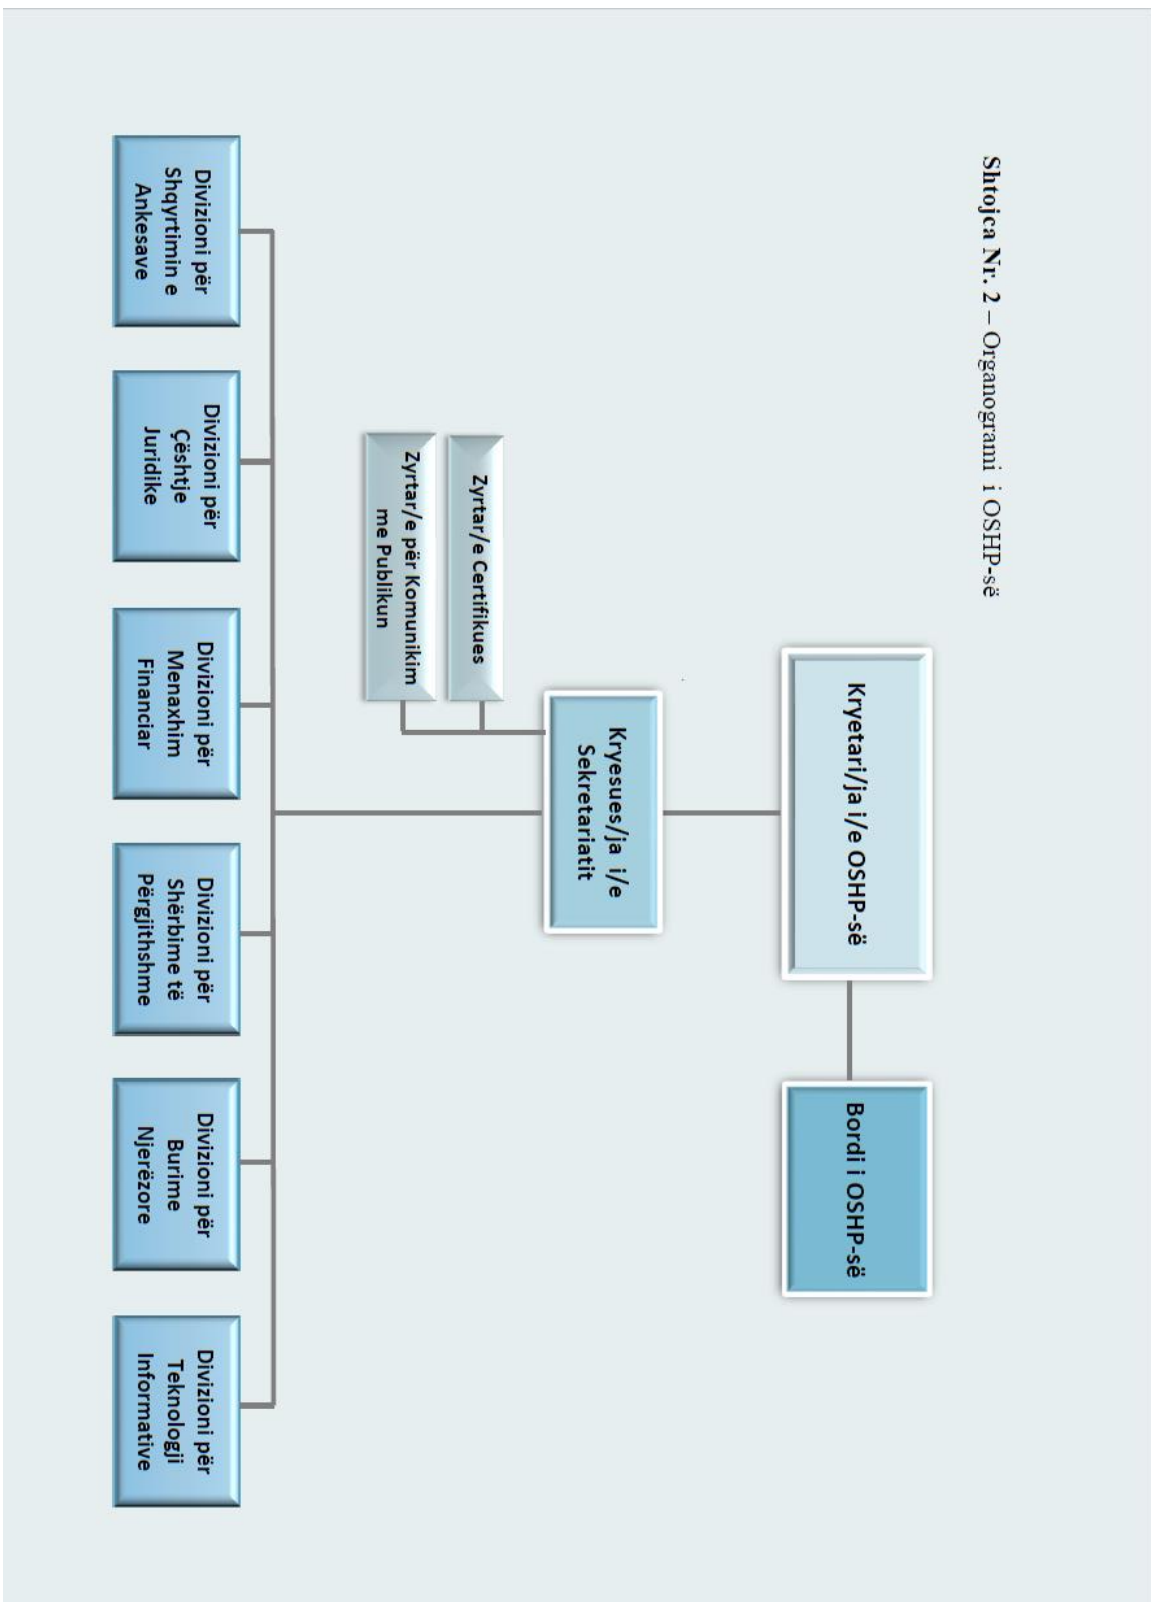 Shtojca Nr. 2 – Organogrami i OSHP-së
Kryetari/ja i/e OSHP-së
Bordi i OSHP-së
Kryesues/ja i/e
Sekretariatit
Zyrtar/e Certifikues
Zyrtar/e për Komunikim
me Publikun
Divizioni për
Shqyrtimin e
Ankesave
Divizioni për
Çështje
Juridike
Divizioni për
Menaxhim
Financiar
Divizioni për
Shërbime të
Përgjithshme
Divizioni për
Burime
Njerëzore
Divizioni për
Teknologji
Informative